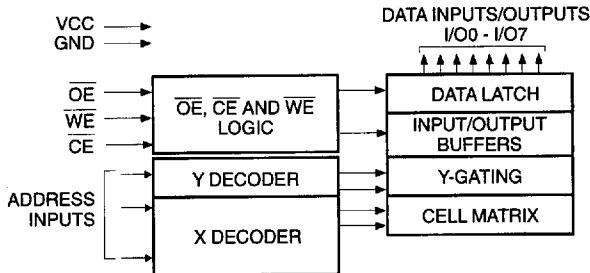 VCC
GND
DATA INPUTS/OUTPUTS
I/O0 - I/O7
OE
WE
CE
OE, CE AND WE
LOGIC
DATA LATCH
INPUT/OUTPUT
BUFFERS
ADDRESS
INPUTS
Y DECODER
Y-GATING
X DECODER
CELL MATRIX